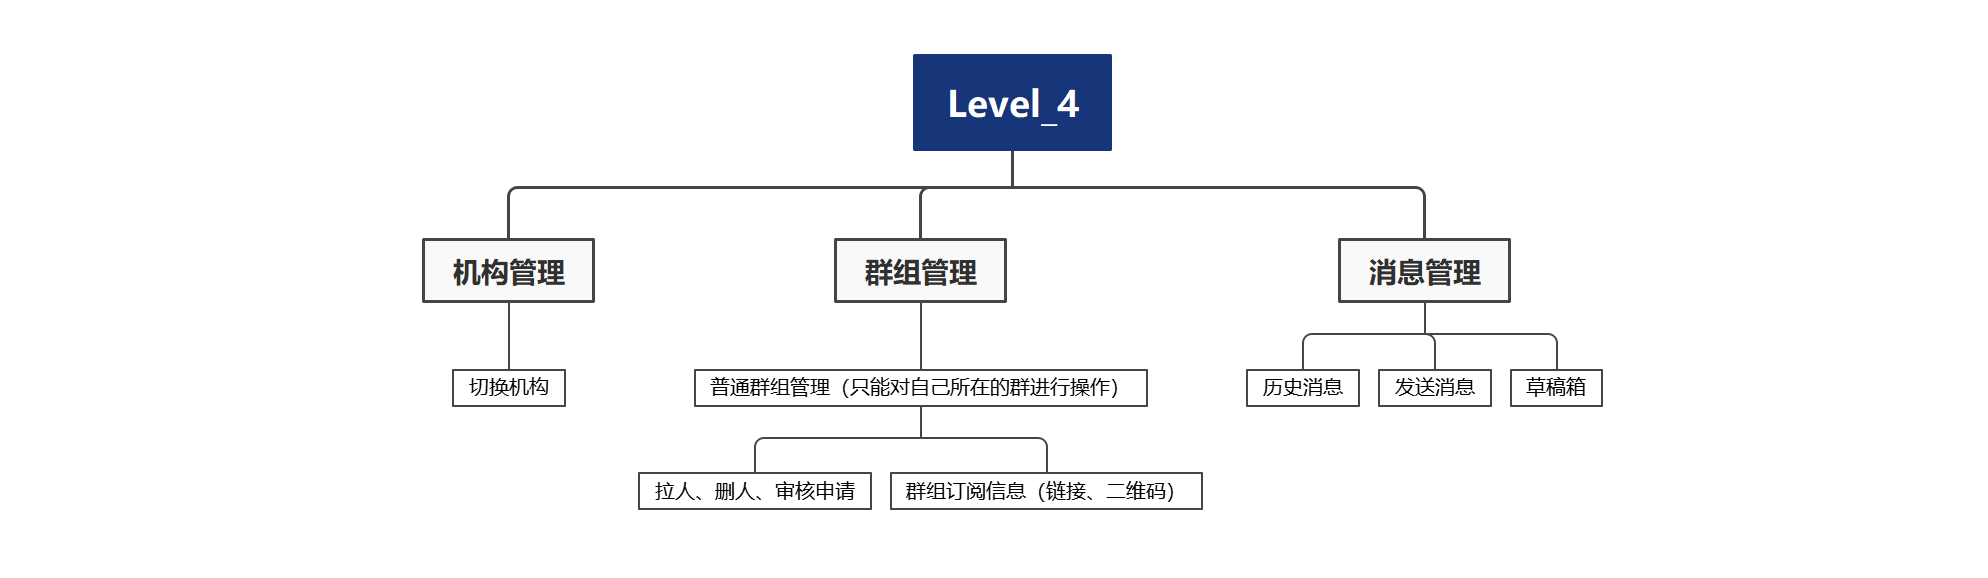 Level_4
机构管理
群组管理
消息管理
切换机构
普通群组管理（只能对自己所在的群进行操作）
历史消息
发送消息
草稿箱
拉人、删人、审核申请
群组订阅信息（链接、二维码）